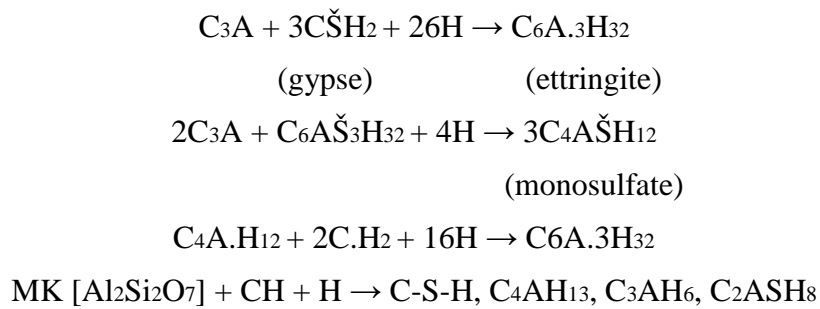 C₃A + 3CŠH₂ + 26H → C₆A.3H₃₂
(gypse) (ettringite)
2C₃A + C₆AŠ₃H₃₂ + 4H → 3C₄AŠH₁₂
(monosulfate)
C₄A.H₁₂ + 2C.H₂ + 16H → C6A.3H₃₂
MK [Al₂Si₂O₇] + CH + H → C-S-H, C₄AH₁₃, C₃AH₆, C₂ASH₈